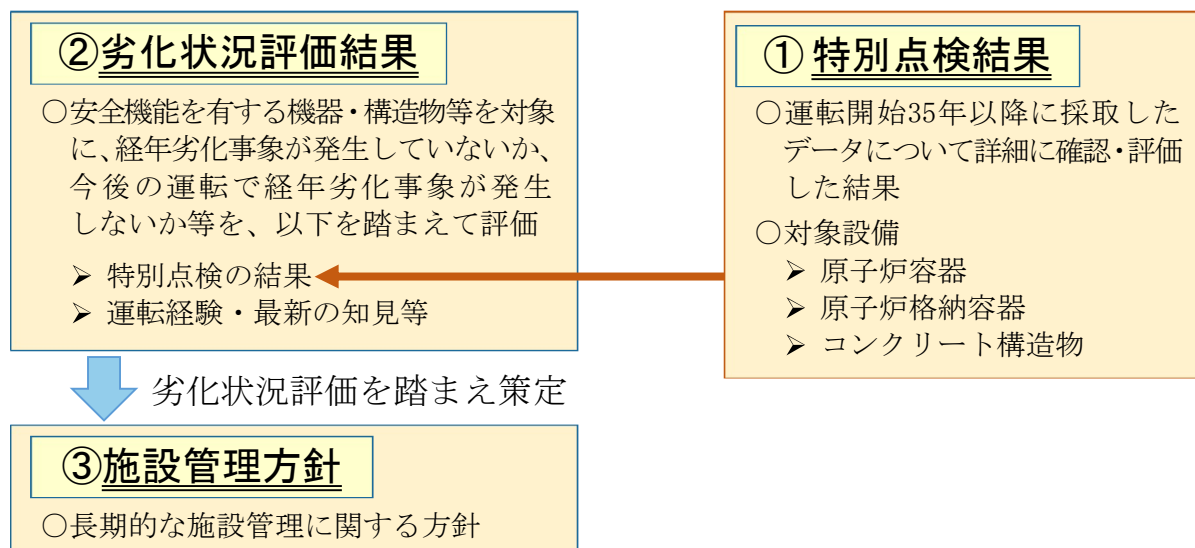 ②劣化状況評価結果
○安全機能を有する機器・構造物等を対象
に、経年劣化事象が発生していないか、
今後の運転で経年劣化事象が発生
しないか等を、以下を踏まえて評価
➤ 特別点検の結果
➤ 運転経験・最新の知見等
① 特別点検結果
○運転開始35年以降に採取した
データについて詳細に確認・評価
した結果
○対象設備
➤ 原子炉容器
➤ 原子炉格納容器
➤ コンクリート構造物
劣化状況評価を踏まえ策定
③施設管理方針
○長期的な施設管理に関する方針